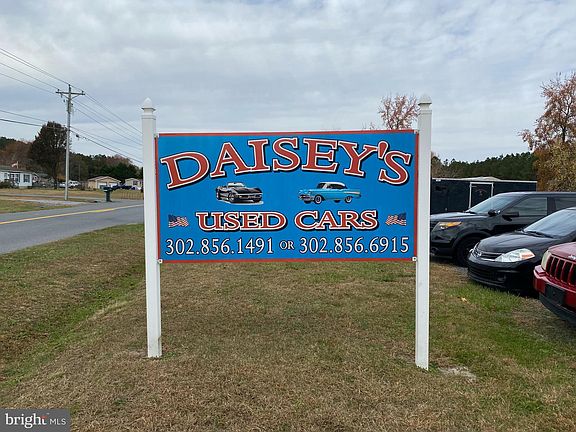 DAISEY'S
USED CARS
302.856.1491 OR 302.856.6915
bright MLS